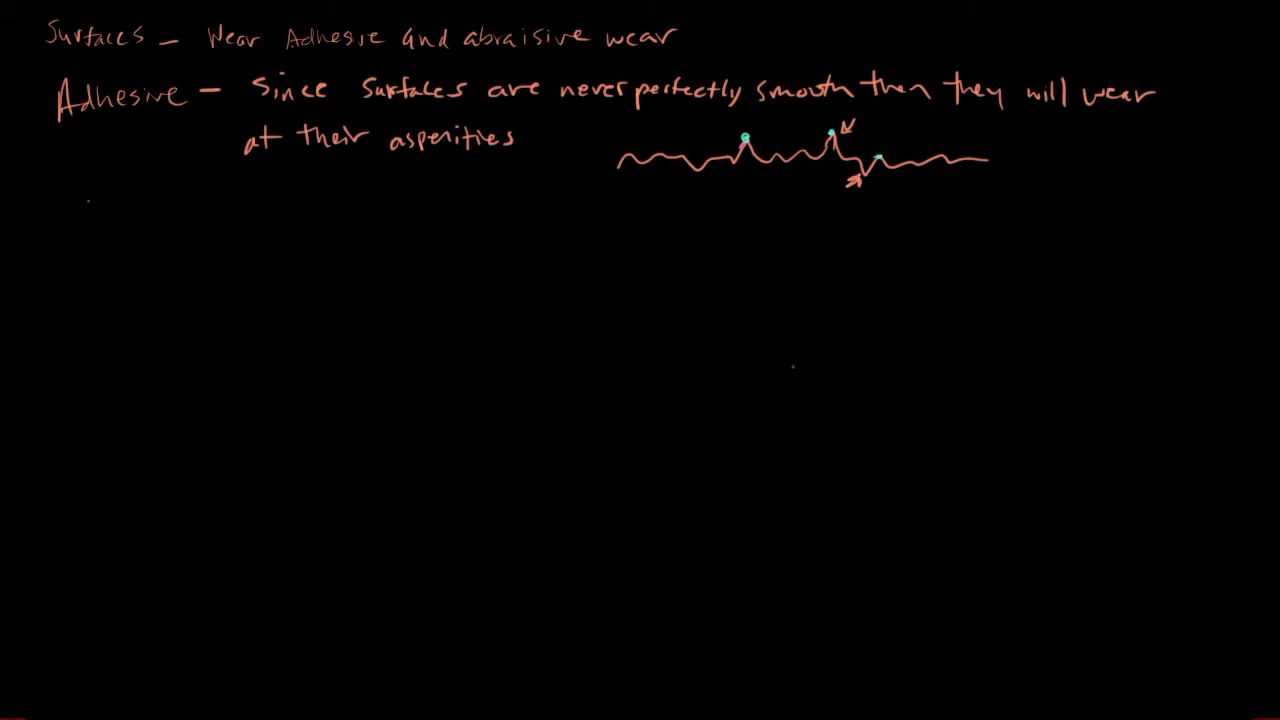 Surfaces - Wear Adhesive and abraisive wear
Adhesive - Since surfaces are never perfectly smooth then they will wear
at their asperities